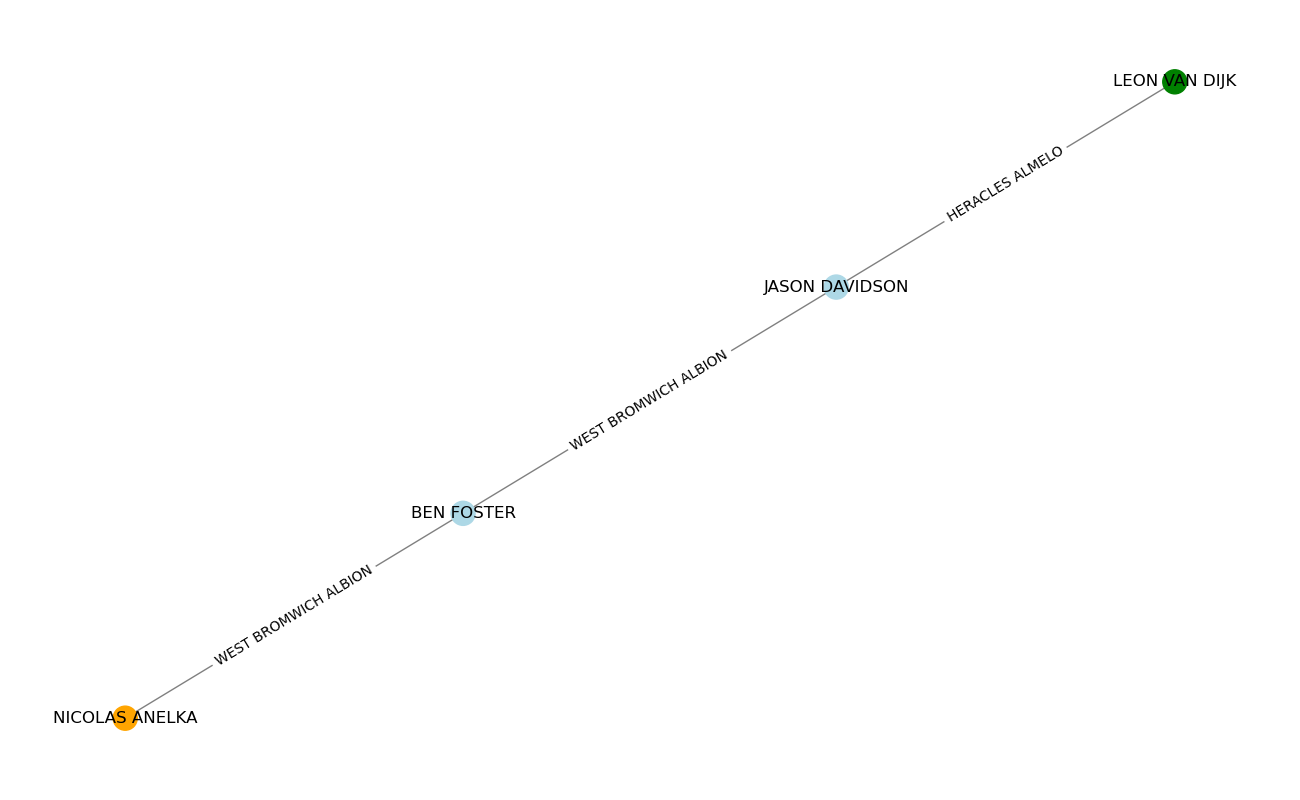 LEON VAN DIJK
HERACLES ALMELO
JASON DAVIDSON
WEST BROMWICH ALBION
BEN FOSTER
WEST BROMWICH ALBION
NICOLAS ANELKA